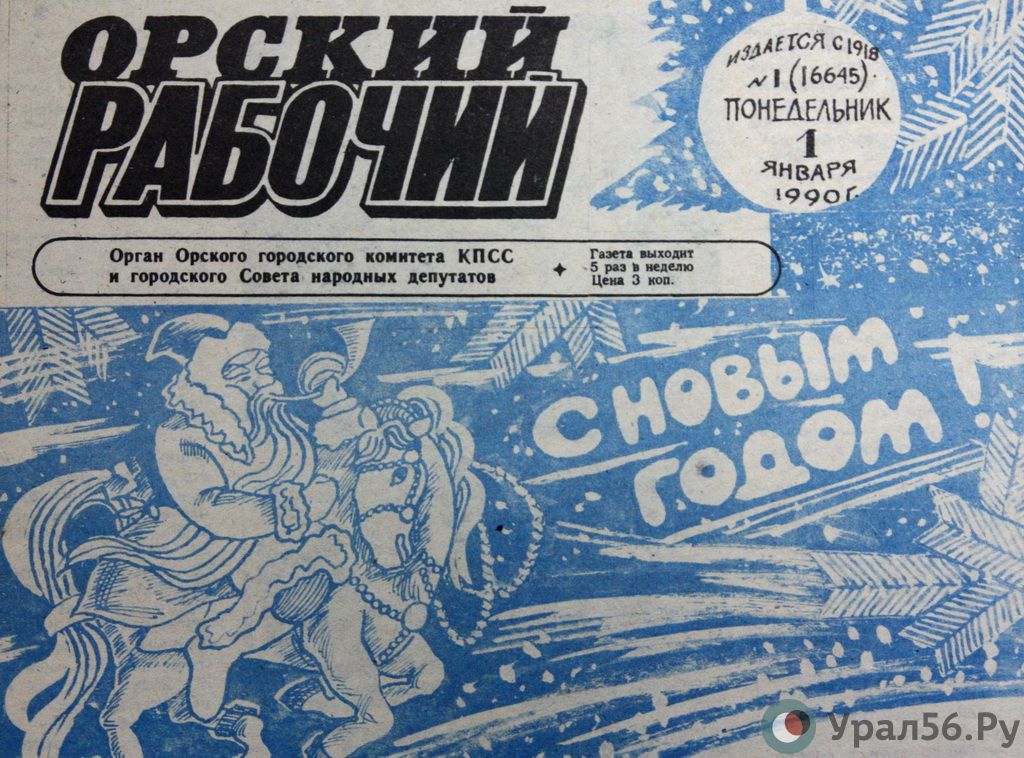 ОРСКИЙ
РАБОЧИЙ
ИЗДАЕТСЯ С 1918
№1 (16645).
ПОНЕДЕЛЬНИК
1
ЯНВАРЯ
1990 г.
Орган Орского городского комитета КПСС
и городского Совета народных депутатов
Газета выходит
5 раз в неделю
Цена 3 коп.
С НОВЫМ
ГОДОМ!
Урал56.Ру